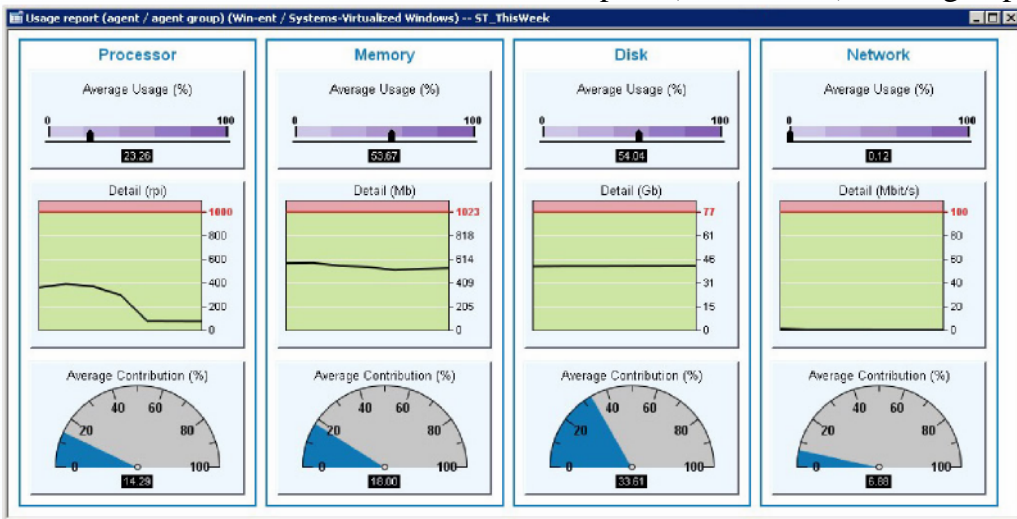 Usage report (agent / agent group) (Win-ent / Systems-Virtualized Windows) -- ST_ThisWeek
Processor
Average Usage (%)
0 100
23.26
Detail (rpi)
1000
800
600
400
200
0
Average Contribution (%)
0 20 40 60 80 100
14.29
Memory
Average Usage (%)
0 100
53.67
Detail (Mb)
1023
818
614
409
205
0
Average Contribution (%)
0 20 40 60 80 100
18.00
Disk
Average Usage (%)
0 100
54.04
Detail (Gb)
77
61
46
31
15
0
Average Contribution (%)
0 20 40 60 80 100
33.61
Network
Average Usage (%)
0 100
0.12
Detail (Mbit/s)
100
80
60
40
20
0
Average Contribution (%)
0 20 40 60 80 100
6.88